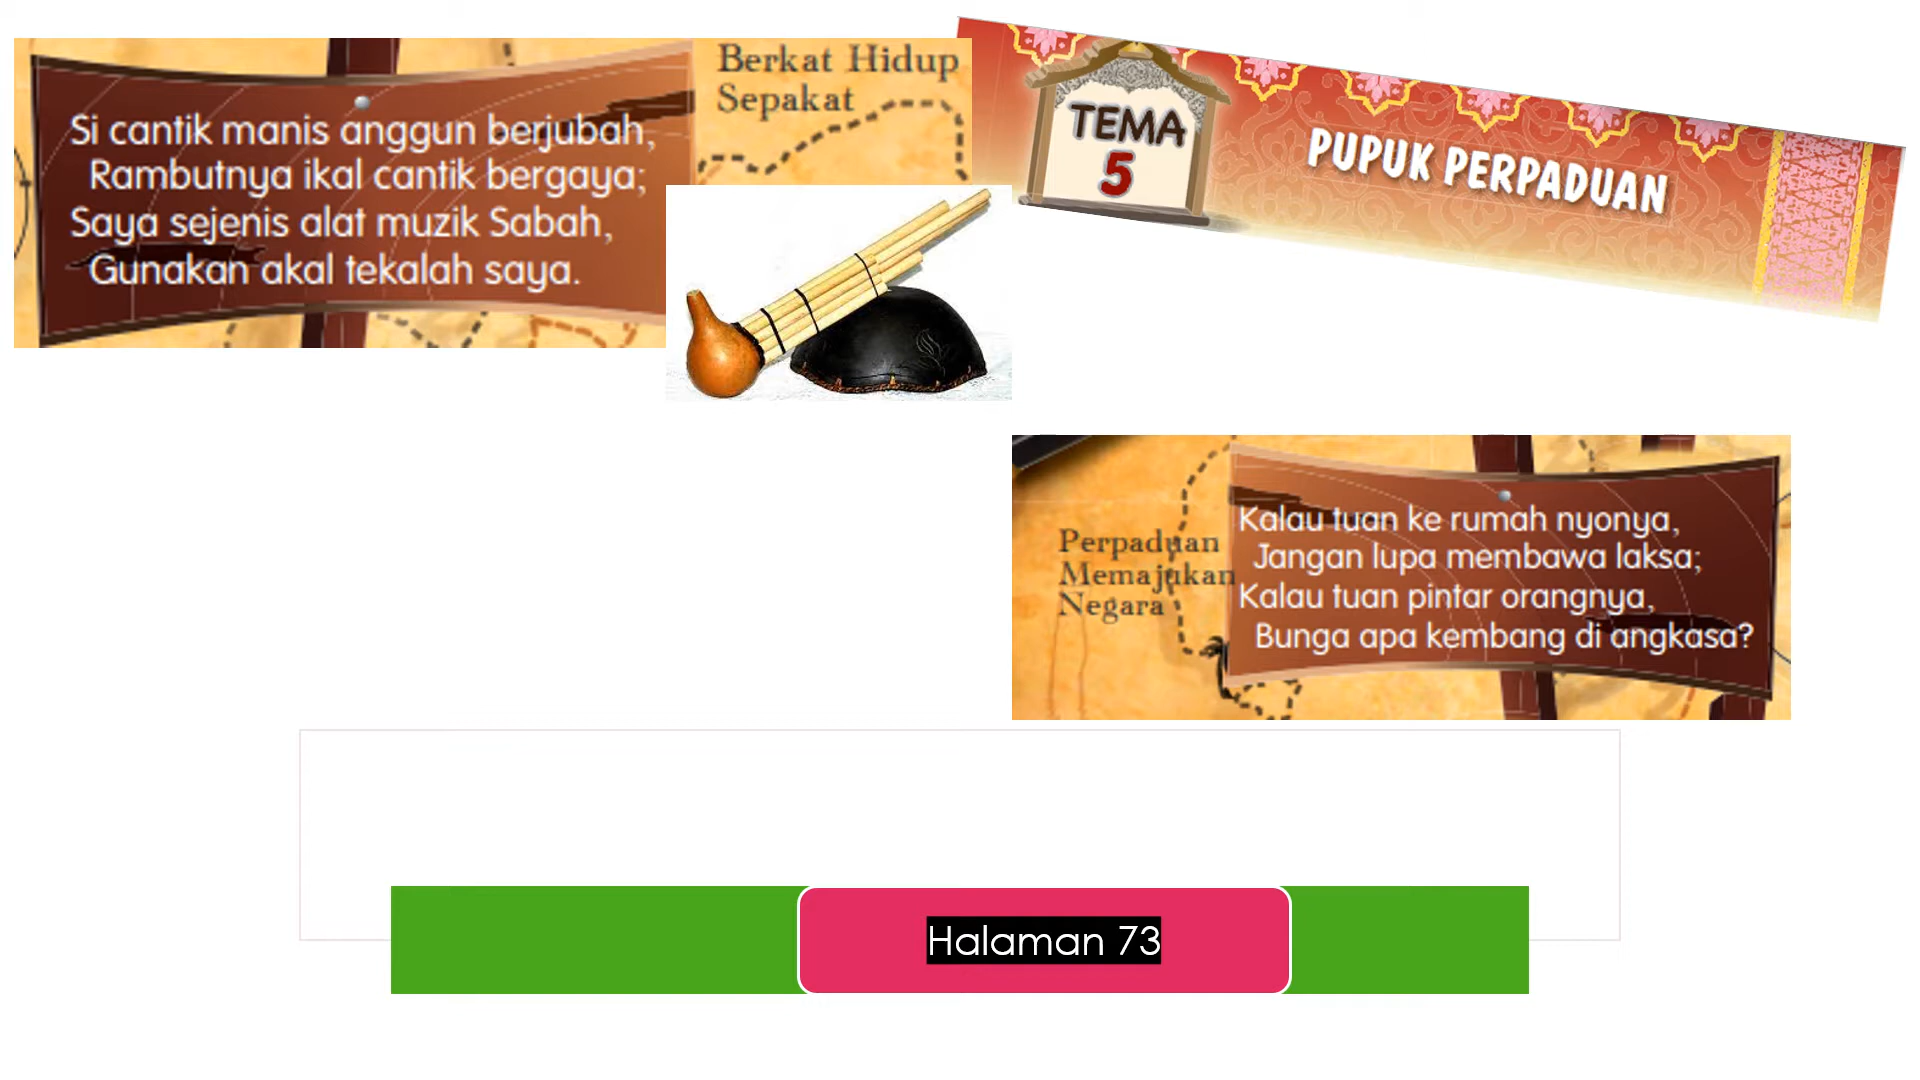 Si cantik manis anggun berjubah,
Rambutnya ikal cantik bergaya;
Saya sejenis alat muzik Sabah,
Gunakan akal tekalah saya.
Berkat Hidup
Sepakat
TEMA
5
PUPUK PERPADUAN
Perpaduan
Memajukan
Negara
Kalau tuan ke rumah nyonya,
Jangan lupa membawa laksa;
Kalau tuan pintar orangnya,
Bunga apa kembang di angkasa?
Halaman 73